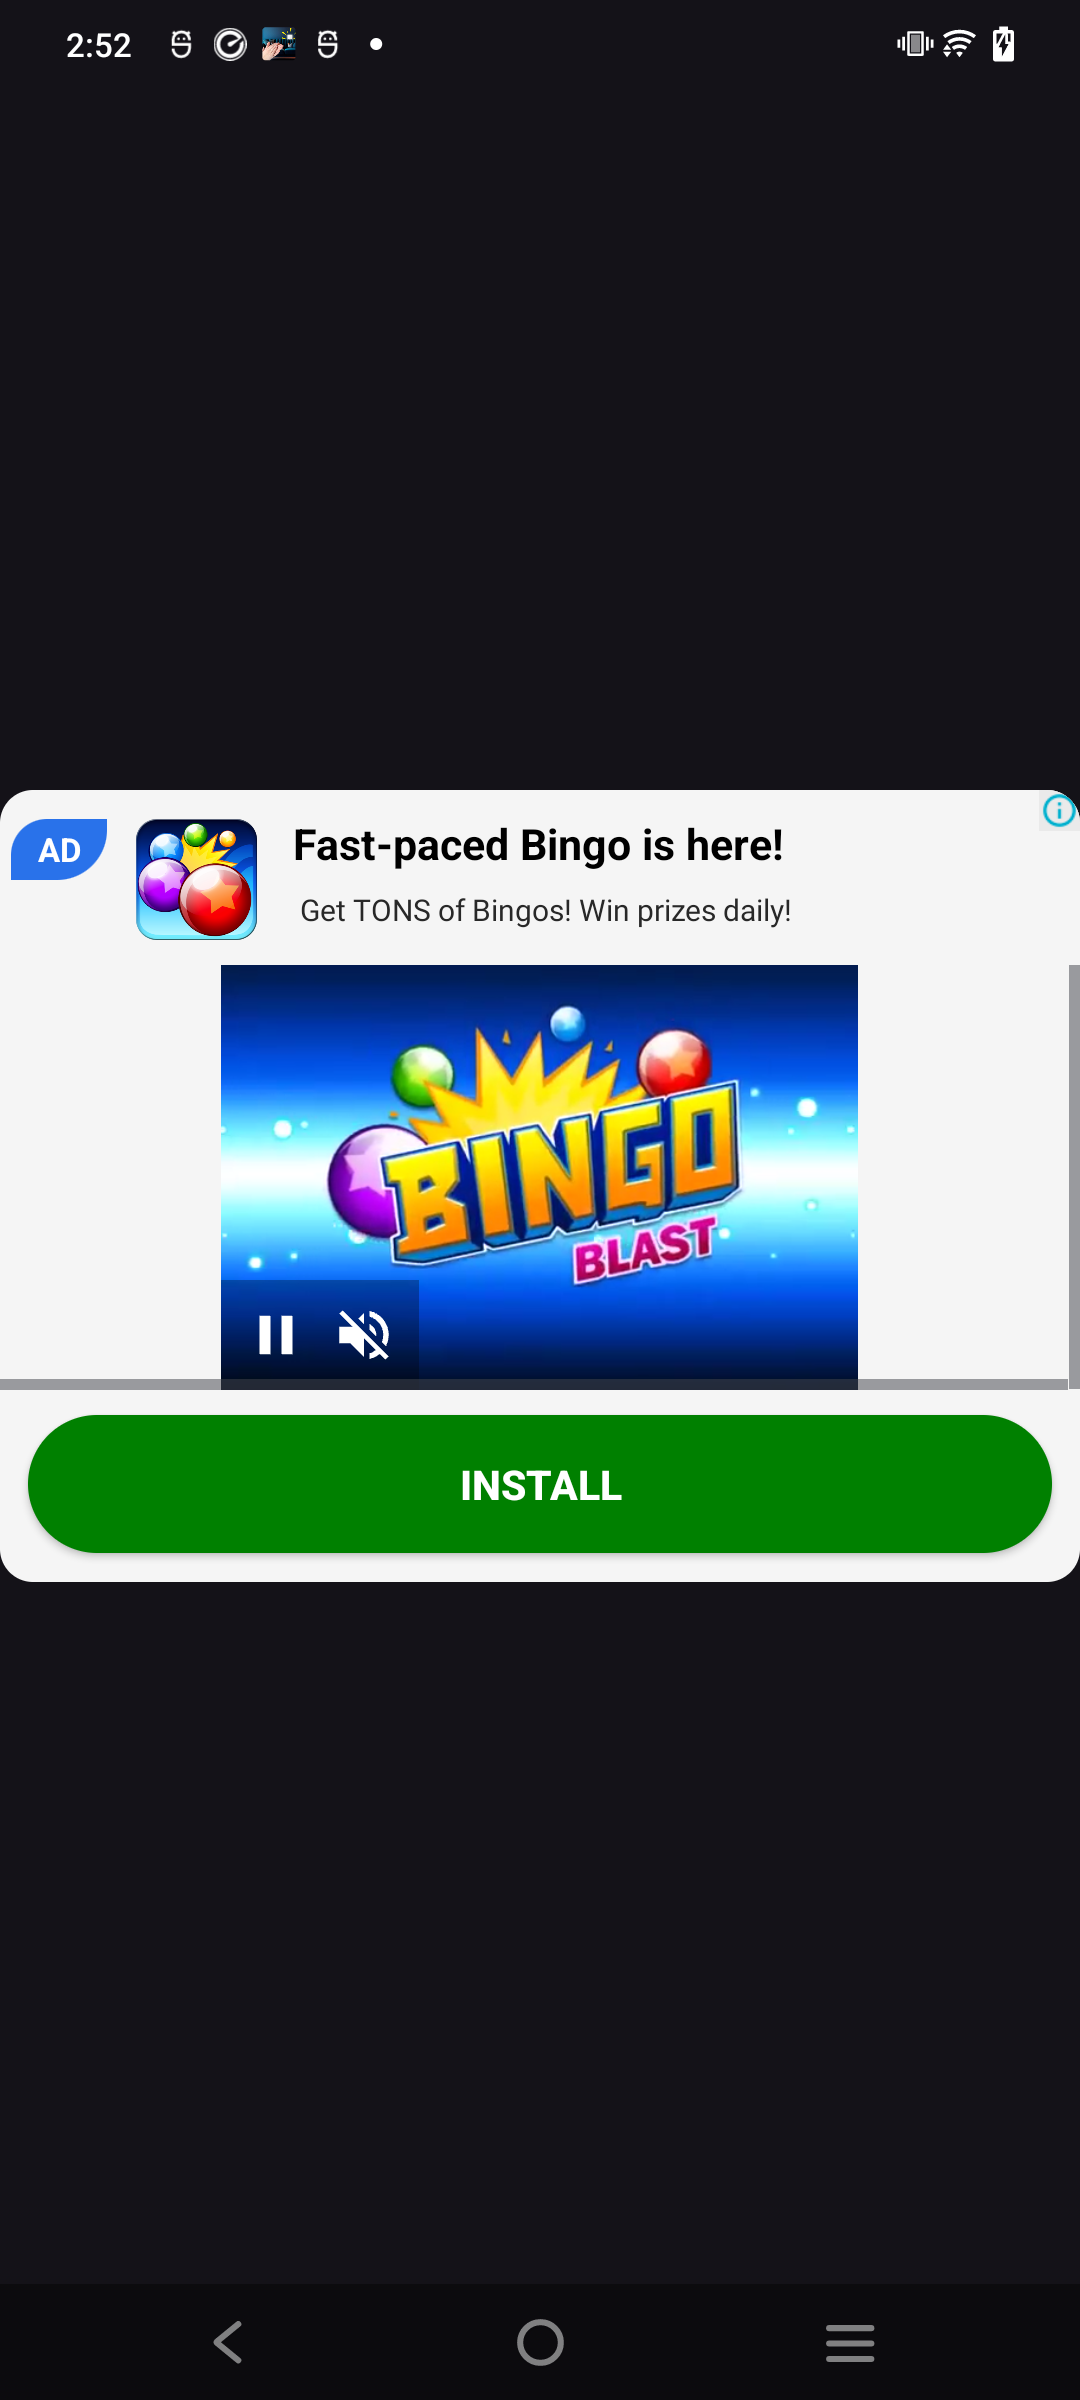 2:52
AD
Fast-paced Bingo is here!
Get TONS of Bingos! Win prizes daily!
BINGO
BLAST
INSTALL